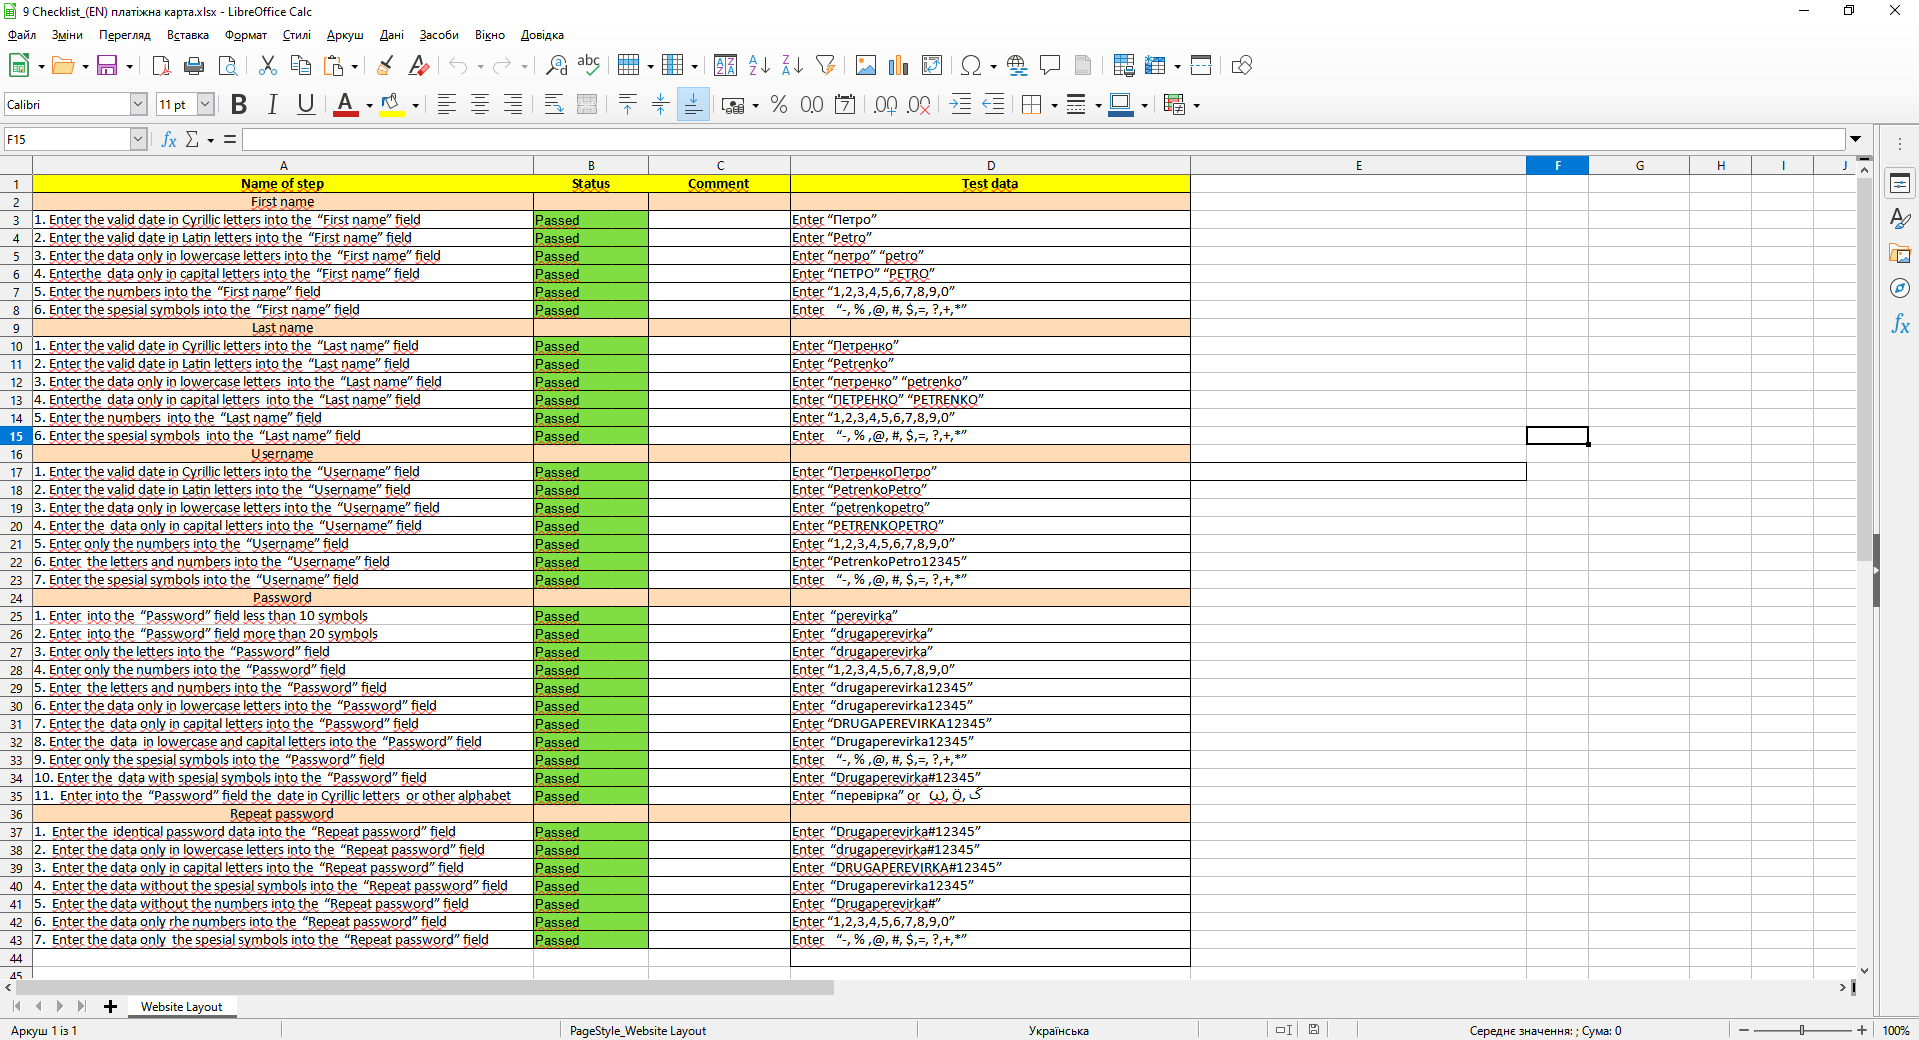 9 Checklist_(EN) платіжна карта.xlsx - LibreOffice Calc
Файл Зміни Перегляд Вставка Формат Стилі Аркуш Дані Засоби Вікно Довідка
Calibri 11 pt
F15
A B C D E F G H I J
1 Name of step Status Comment Test data
2 First name
3 1. Enter the valid date in Cyrillic letters into the “First name” field Passed Enter “Петро”
4 2. Enter the valid date in Latin letters into the “First name” field Passed Enter “Petro”
5 3. Enter the data only in lowercase letters into the “First name” field Passed Enter “петро” “petro”
6 4. Enterthe data only in capital letters into the “First name” field Passed Enter “ПЕТРО” “PETRO”
7 5. Enter the numbers into the “First name” field Passed Enter “1,2,3,4,5,6,7,8,9,0”
8 6. Enter the spesial symbols into the “First name” field Passed Enter “-, % ,@, #, $,=, ?,+,*”
9 Last name
10 1. Enter the valid date in Cyrillic letters into the “Last name” field Passed Enter “Петренко”
11 2. Enter the valid date in Latin letters into the “Last name” field Passed Enter “Petrenko”
12 3. Enter the data only in lowercase letters into the “Last name” field Passed Enter “петренко” “petrenko”
13 4. Enterthe data only in capital letters into the “Last name” field Passed Enter “ПЕТРЕНКО” “PETRENKO”
14 5. Enter the numbers into the “Last name” field Passed Enter “1,2,3,4,5,6,7,8,9,0”
15 6. Enter the spesial symbols into the “Last name” field Passed Enter “-, % ,@, #, $,=, ?,+,*”
16 Username
17 1. Enter the valid date in Cyrillic letters into the “Username” field Passed Enter “ПетренкоПетро”
18 2. Enter the valid date in Latin letters into the “Username” field Passed Enter “PetrenkoPetro”
19 3. Enter the data only in lowercase letters into the “Username” field Passed Enter “petrenkopetro”
20 4. Enter the data only in capital letters into the “Username” field Passed Enter “PETRENKOPETRO”
21 5. Enter only the numbers into the “Username” field Passed Enter “1,2,3,4,5,6,7,8,9,0”
22 6. Enter the letters and numbers into the “Username” field Passed Enter “PetrenkoPetro12345”
23 7. Enter the spesial symbols into the “Username” field Passed Enter “-, % ,@, #, $,=, ?,+,*”
24 Password
25 1. Enter into the “Password” field less than 10 symbols Passed Enter “perevirka”
26 2. Enter into the “Password” field more than 20 symbols Passed Enter “drugaperevirka”
27 3. Enter only the letters into the “Password” field Passed Enter “drugaperevirka”
28 4. Enter only the numbers into the “Password” field Passed Enter “1,2,3,4,5,6,7,8,9,0”
29 5. Enter the letters and numbers into the “Password” field Passed Enter “drugaperevirka12345”
30 6. Enter the data only in lowercase letters into the “Password” field Passed Enter “drugaperevirka12345”
31 7. Enter the data only in capital letters into the “Password” field Passed Enter “DRUGAPEREVIRKA12345”
32 8. Enter the data in lowercase and capital letters into the “Password” field Passed Enter “Drugaperevirka12345”
33 9. Enter only the spesial symbols into the “Password” field Passed Enter “-, % ,@, #, $,=, ?,+,*”
34 10. Enter the data with spesial symbols into the “Password” field Passed Enter “Drugaperevirka#12345”
35 11. Enter into the “Password” field the date in Cyrillic letters or other alphabet Passed Enter “перевірка” or
36 Repeat password
37 1. Enter the identical password data into the “Repeat password” field Passed Enter “Drugaperevirka#12345”
38 2. Enter the data only in lowercase letters into the “Repeat password” field Passed Enter “drugaperevirka#12345”
39 3. Enter the data only in capital letters into the “Repeat password” field Passed Enter “DRUGAPEREVIRKA#12345”
40 4. Enter the data without the spesial symbols into the “Repeat password” field Passed Enter “Drugaperevirka12345”
41 5. Enter the data without the numbers into the “Repeat password” field Passed Enter “Drugaperevirka#”
42 6. Enter the data only rhe numbers into the “Repeat password” field Passed Enter “1,2,3,4,5,6,7,8,9,0”
43 7. Enter the data only the spesial symbols into the “Repeat password” field Passed Enter “-, % ,@, #, $,=, ?,+,*”
44
45
Website Layout
Аркуш 1 із 1 PageStyle_Website Layout Українська Середнє значення: ; Сума: 0 100%